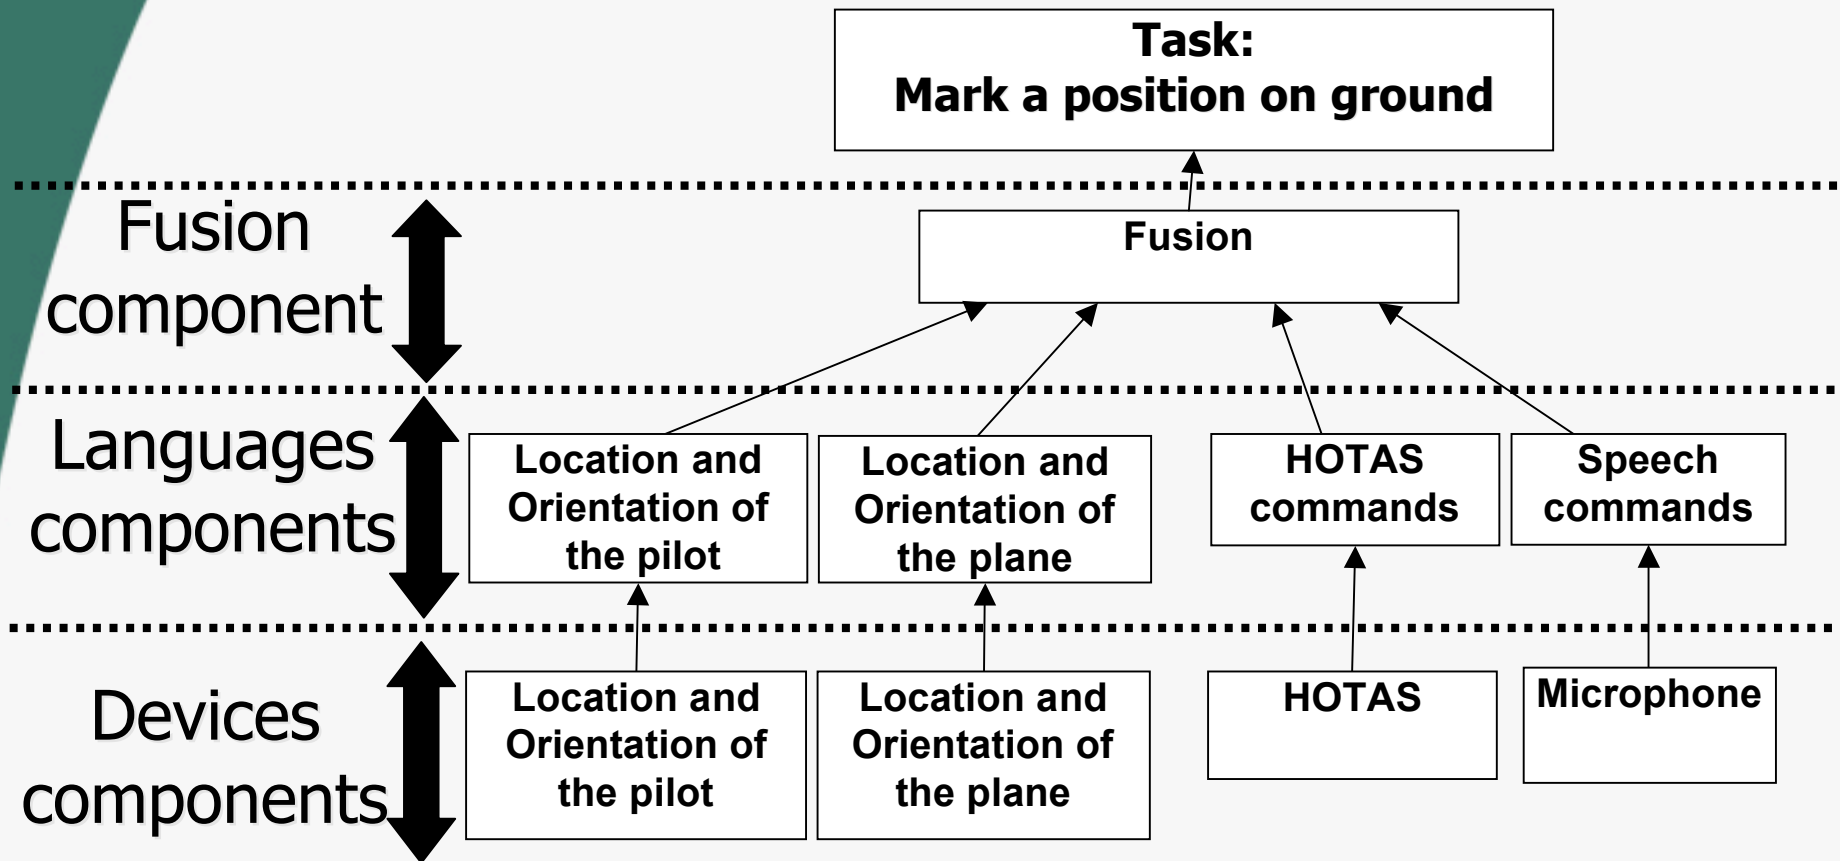 Task:
Mark a position on ground
Fusion
component
Fusion
Languages
components
Location and
Orientation of
the pilot
Location and
Orientation of
the plane
HOTAS
commands
Speech
commands
Devices
components
Location and
Orientation of
the pilot
Location and
Orientation of
the plane
HOTAS
Microphone